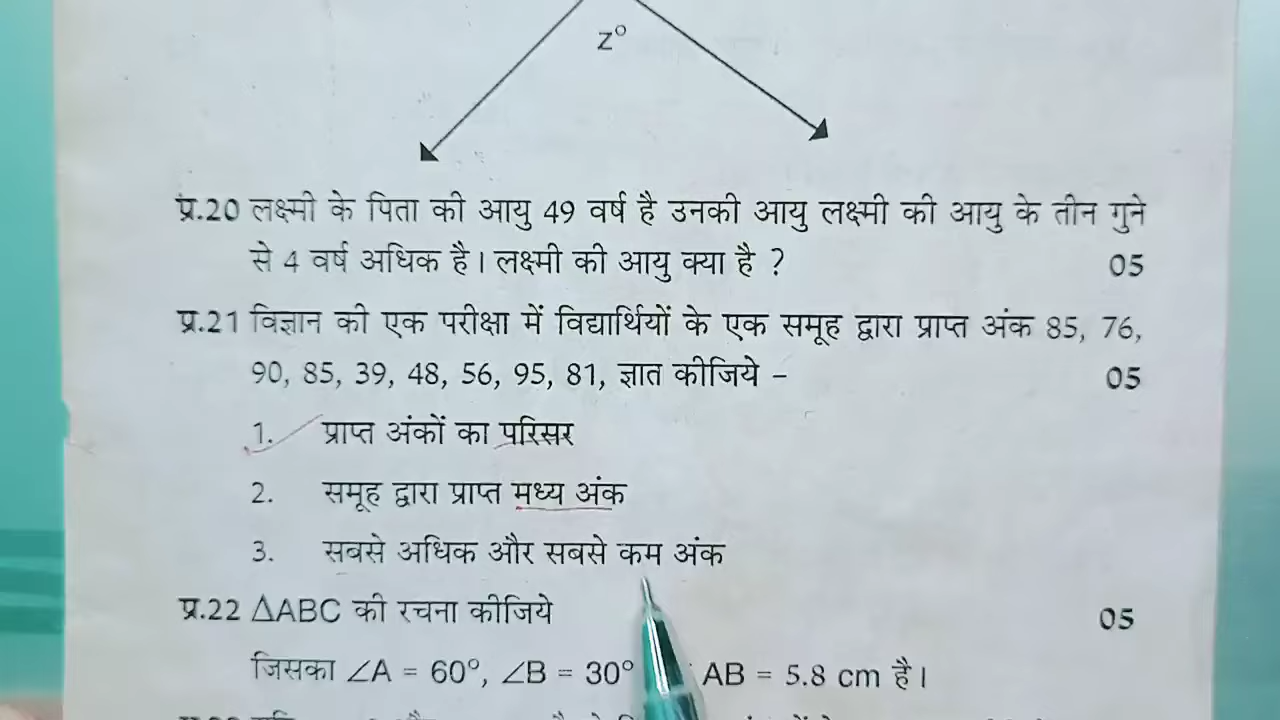 z°
प्र.20 लक्ष्मी के पिता की आयु 49 वर्ष है उनकी आयु लक्ष्मी की आयु के तीन गुने
से 4 वर्ष अधिक है। लक्ष्मी की आयु क्या है ? 05
प्र.21 विज्ञान की एक परीक्षा में विद्यार्थियों के एक समूह द्वारा प्राप्त अंक 85, 76,
90, 85, 39, 48, 56, 95, 81, ज्ञात कीजिये – 05
1. प्राप्त अंकों का परिसर
2. समूह द्वारा प्राप्त मध्य अंक
3. सबसे अधिक और सबसे कम अंक
प्र.22 ΔABC की रचना कीजिये 05
जिसका ∠A = 60°, ∠B = 30° AB = 5.8 cm है।